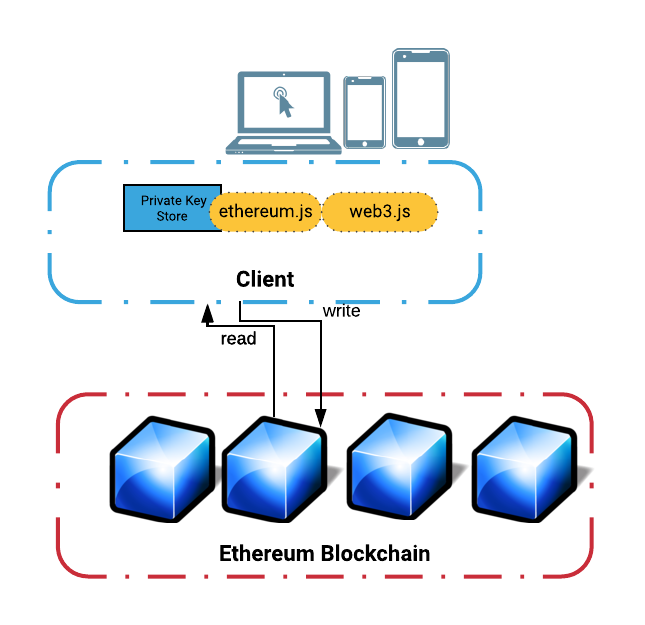 Private Key
Store
ethereum.js
web3.js
Client
write
read
Ethereum Blockchain